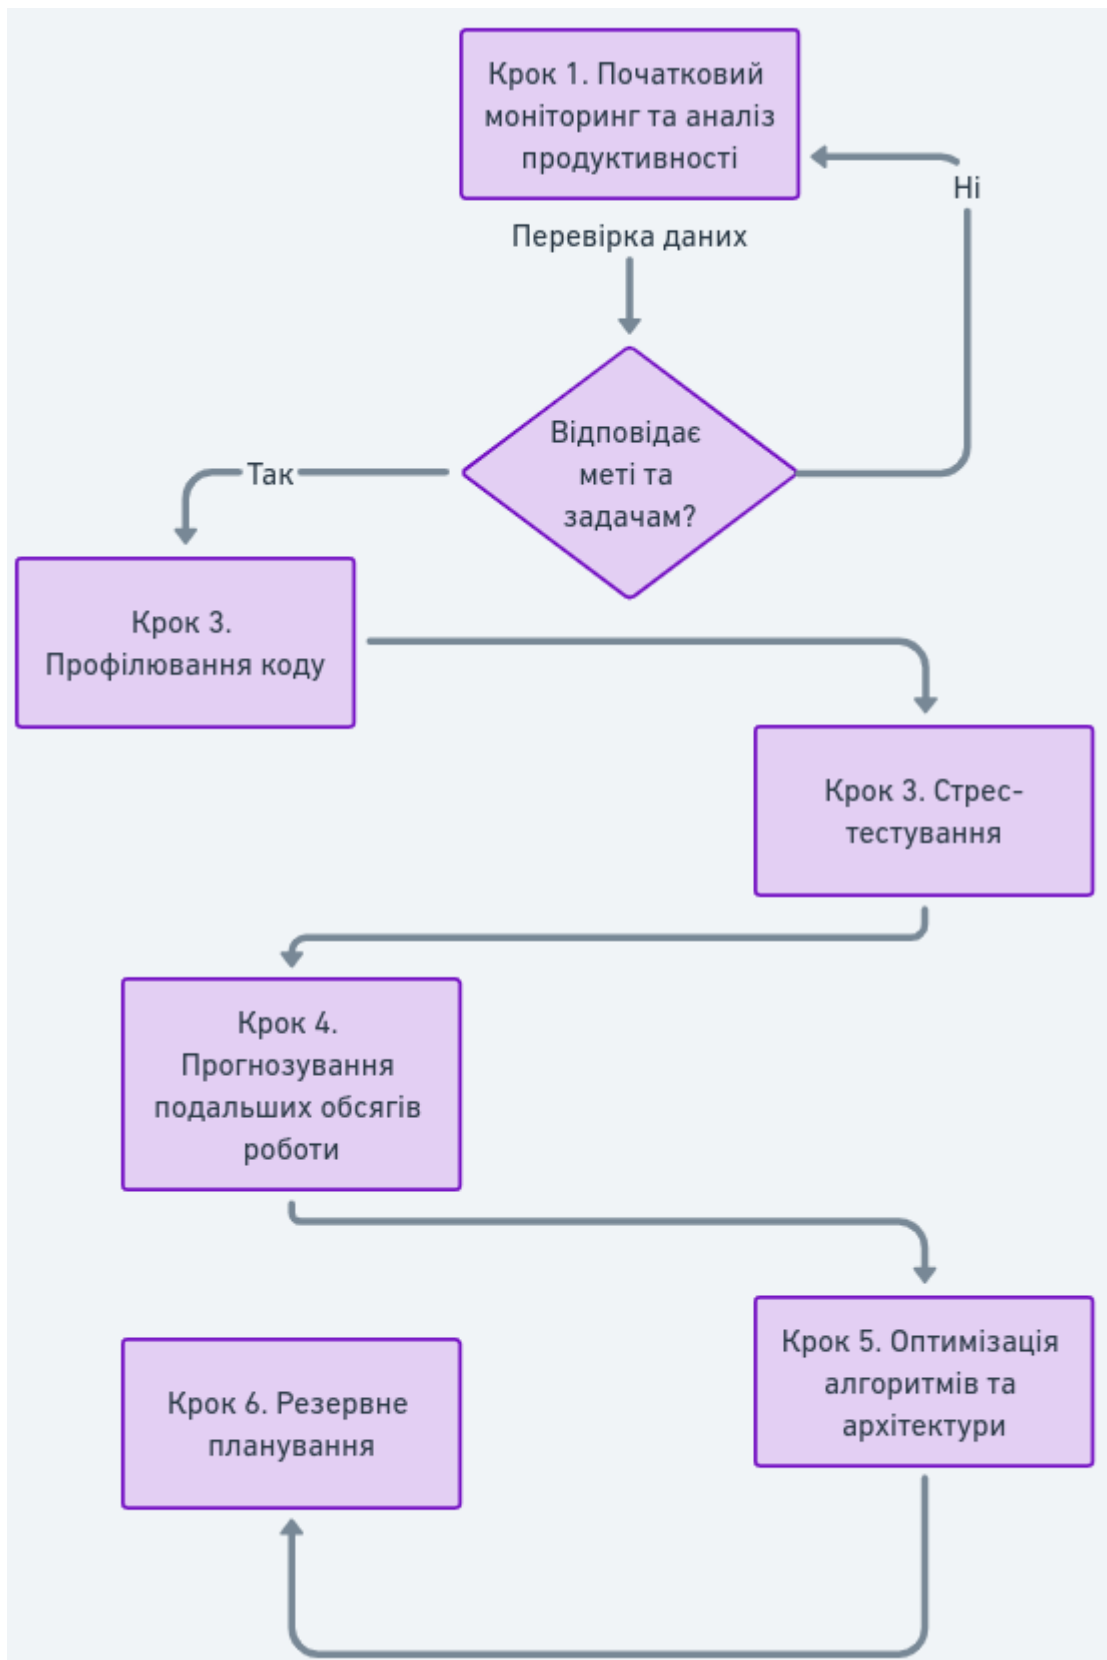 Крок 1. Початковий
моніторинг та аналіз
продуктивності
Ні
Перевірка даних
Відповідає
меті та
задачам?
Так
Крок 3.
Профілювання коду
Крок 3. Стрес-
тестування
Крок 4.
Прогнозування
подальших обсягів
роботи
Крок 5. Оптимізація
алгоритмів та
архітектури
Крок 6. Резервне
планування